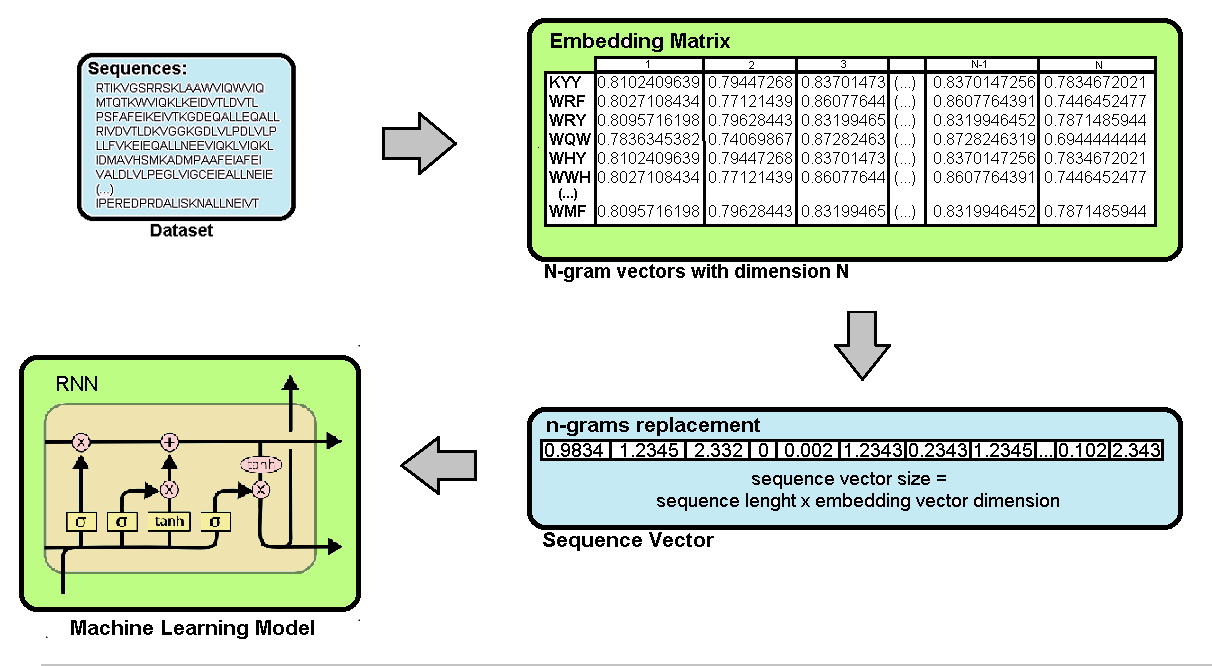 Sequences:
RTIKVGSRRSKLAAWVIQWVIQ
MTQTKWVIQKLKEIDVTLDVTL
PSFAFEIKEIVTKGDEQALLEQALL
RIVDVTLDKVGGKGDLVLPDLVLP
LLFVKEIEQALLNEEVIQKLVIQKL
IDMAVHSMKADMPAAFEIAFEI
VALDLVLPEGLVIGCEIEALLNEIE
(...)
IPEREDPRDALISKNALLNEIVT
Dataset
Embedding Matrix
1 2 3 N-1 N
KYY 0.8102409639 0.79447268 0.83701473 (...) 0.8370147256 0.7834672021
WRF 0.8027108434 0.77121439 0.86077644 (...) 0.8607764391 0.7446452477
WRY 0.8095716198 0.79628443 0.83199465 (...) 0.8319946452 0.7871485944
WQW 0.7836345382 0.74069867 0.87282463 (...) 0.8728246319 0.6944444444
WHY 0.8102409639 0.79447268 0.83701473 (...) 0.8370147256 0.7834672021
WWH 0.8027108434 0.77121439 0.86077644 (...) 0.8607764391 0.7446452477
(...)
WMF 0.8095716198 0.79628443 0.83199465 (...) 0.8319946452 0.7871485944
N-gram vectors with dimension N
n-grams replacement
0.9834 1.2345 2.332 0 0.002 1.2343 0.2343 1.2345 ... 0.102 2.343
sequence vector size =
sequence lenght x embedding vector dimension
Sequence Vector
RNN
x +
tanh
x x
σ σ tanh σ
Machine Learning Model